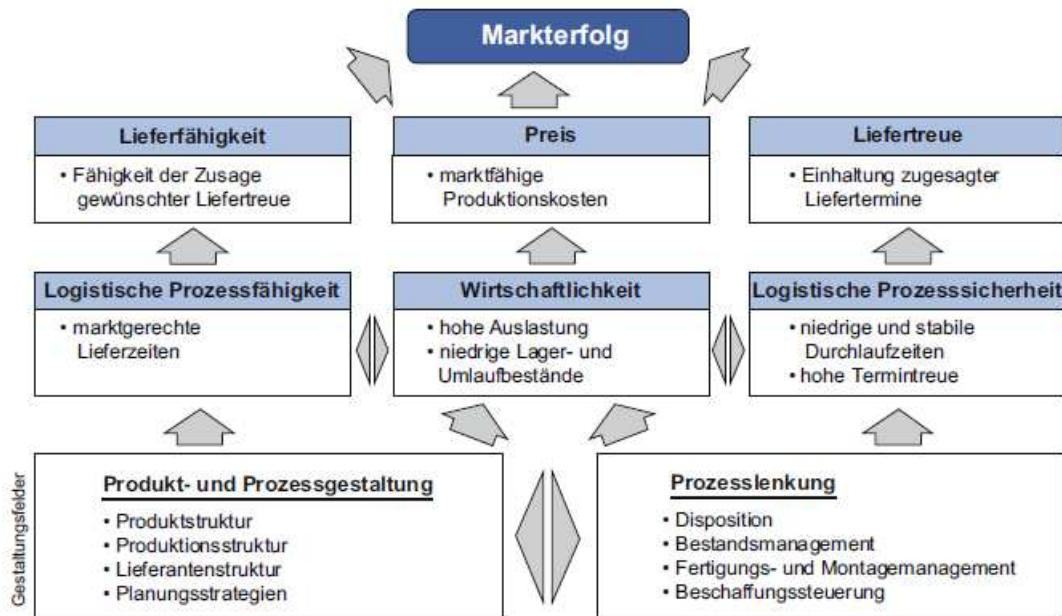 Markterfolg
Lieferfähigkeit
• Fähigkeit der Zusage
gewünschter Liefertreue
Preis
• marktfähige
Produktionskosten
Liefertreue
• Einhaltung zugesagter
Liefertermine
Logistische Prozessfähigkeit
• marktgerechte
Lieferzeiten
Wirtschaftlichkeit
• hohe Auslastung
• niedrige Lager- und
Umlaufbestände
Logistische Prozesssicherheit
• niedrige und stabile
Durchlaufzeiten
• hohe Termintreue
Gestaltungsfelder
Produkt- und Prozessgestaltung
• Produktstruktur
• Produktionsstruktur
• Lieferantenstruktur
• Planungsstrategien
Prozesslenkung
• Disposition
• Bestandsmanagement
• Fertigungs- und Montagemanagement
• Beschaffungssteuerung